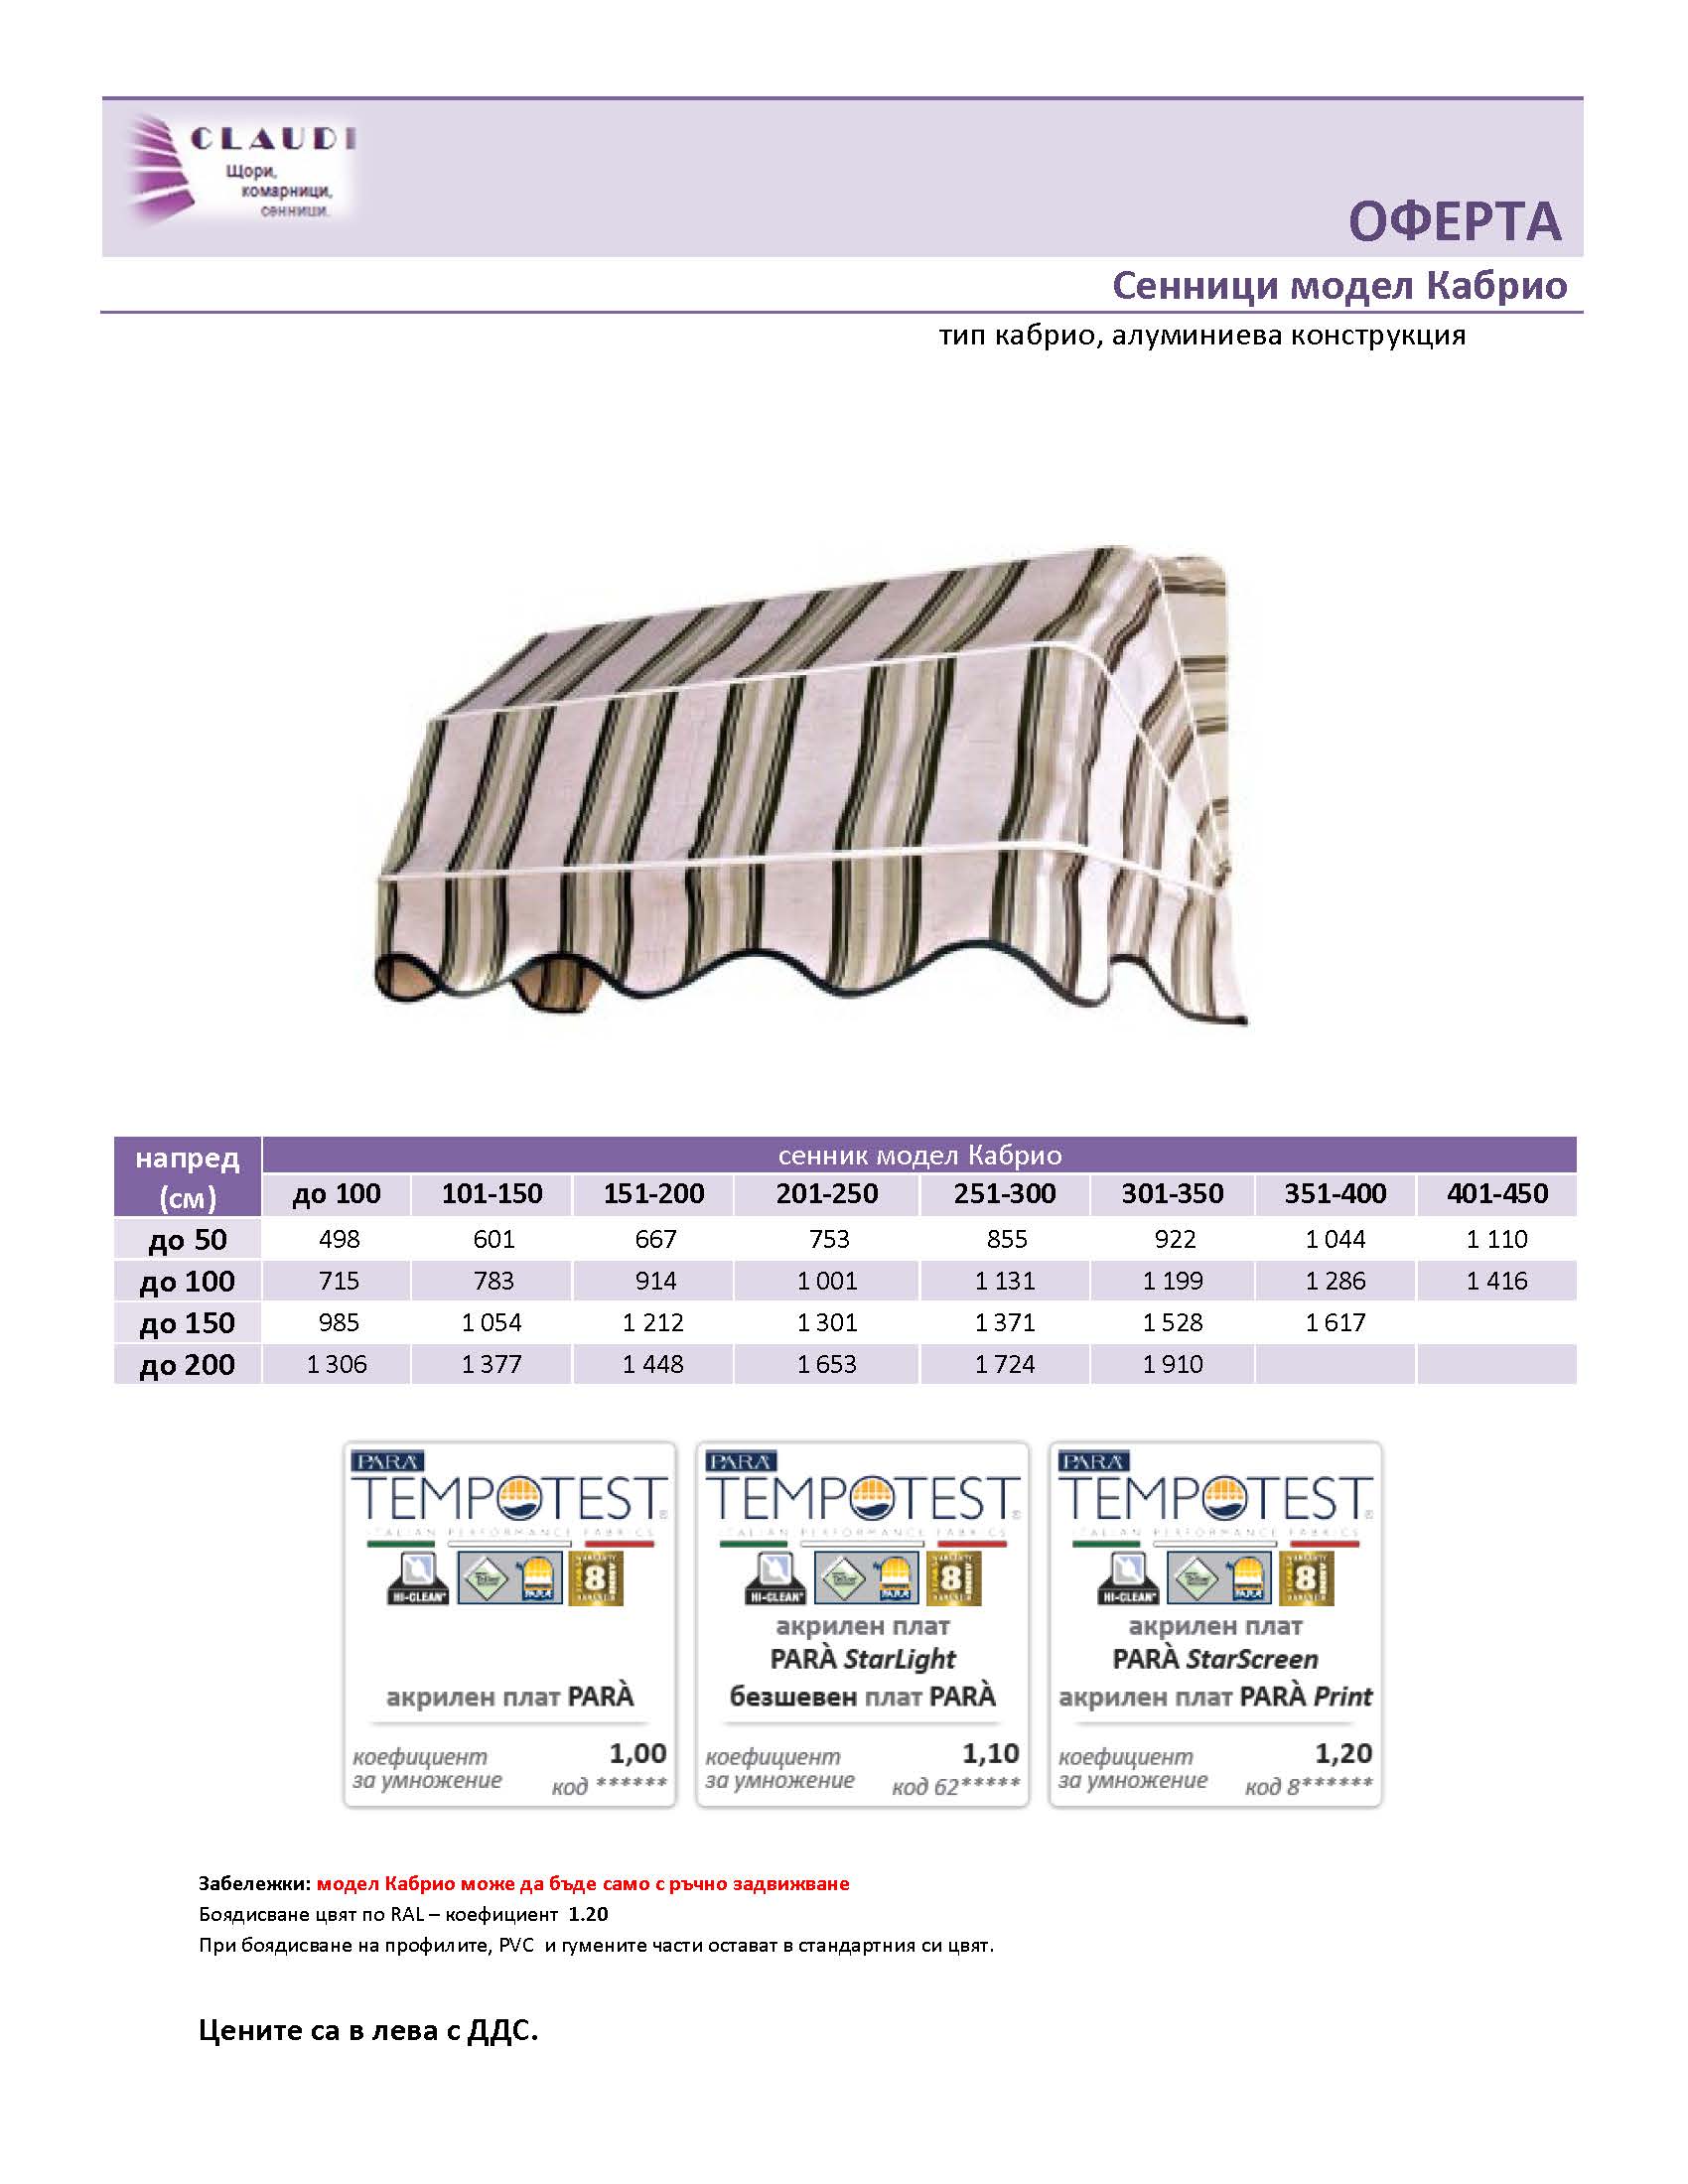 CLAUDI
Щори,
комарници,
сенници.
ОФЕРТА
Сенници модел Кабрио
тип кабрио, алуминиева конструкция
напред (см) сенник модел Кабрио
до 100 101-150 151-200 201-250 251-300 301-350 351-400 401-450
до 50 498 601 667 753 855 922 1 044 1 110
до 100 715 783 914 1 001 1 131 1 199 1 286 1 416
до 150 985 1 054 1 212 1 301 1 371 1 528 1 617
до 200 1 306 1 377 1 448 1 653 1 724 1 910
PARÀ
TEMPOTEST®
ITALIAN PERFORMANCE FABRICS
HI-CLEAN 8
акрилен плат PARÀ
коефициент 1,00
за умножение код ******
PARÀ
TEMPOTEST®
ITALIAN PERFORMANCE FABRICS
HI-CLEAN 8
акрилен плат
PARÀ StarLight
безшевен плат PARÀ
коефициент 1,10
за умножение код 62*****
PARÀ
TEMPOTEST
ITALIAN PERFORMANCE FABRICS
HI-CLEAN 8
акрилен плат
PARÀ StarScreen
акрилен плат PARÀ Print
коефициент 1,20
за умножение код 8******
Забележки: модел Кабрио може да бъде само с ръчно задвижване
Боядисване цвят по RAL – коефициент 1.20
При боядисване на профилите, PVC и гумените части остават в стандартния си цвят.
Цените са в лева с ДДС.